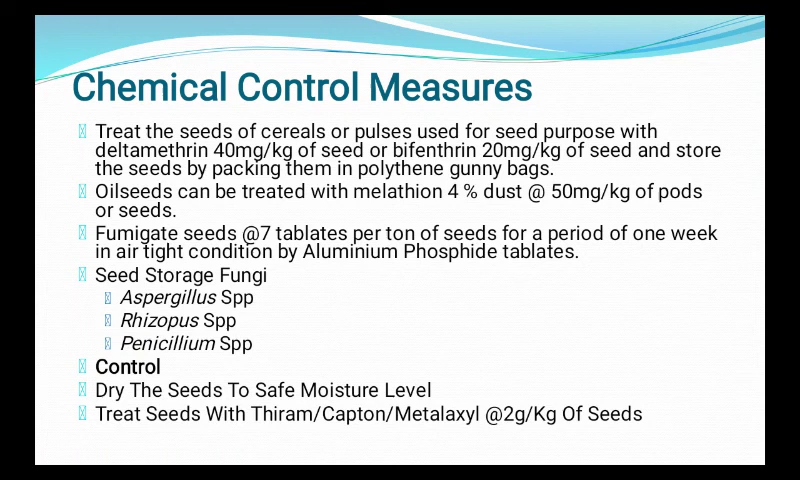 Chemical Control Measures
Treat the seeds of cereals or pulses used for seed purpose with
deltamethrin 40mg/kg of seed or bifenthrin 20mg/kg of seed and store
the seeds by packing them in polythene gunny bags.
Oilseeds can be treated with melathion 4 % dust @ 50mg/kg of pods
or seeds.
Fumigate seeds @7 tablates per ton of seeds for a period of one week
in air tight condition by Aluminium Phosphide tablates.
Seed Storage Fungi
Aspergillus Spp
Rhizopus Spp
Penicillium Spp
Control
Dry The Seeds To Safe Moisture Level
Treat Seeds With Thiram/Capton/Metalaxyl @2g/Kg Of Seeds